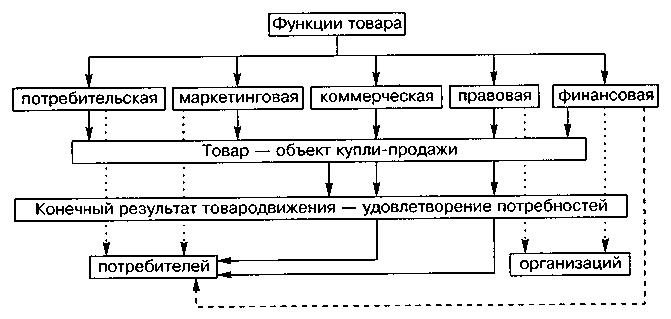 Функции товара
потребительская маркетинговая коммерческая правовая финансовая
Товар — объект купли-продажи
Конечный результат товародвижения — удовлетворение потребностей
потребителей организаций